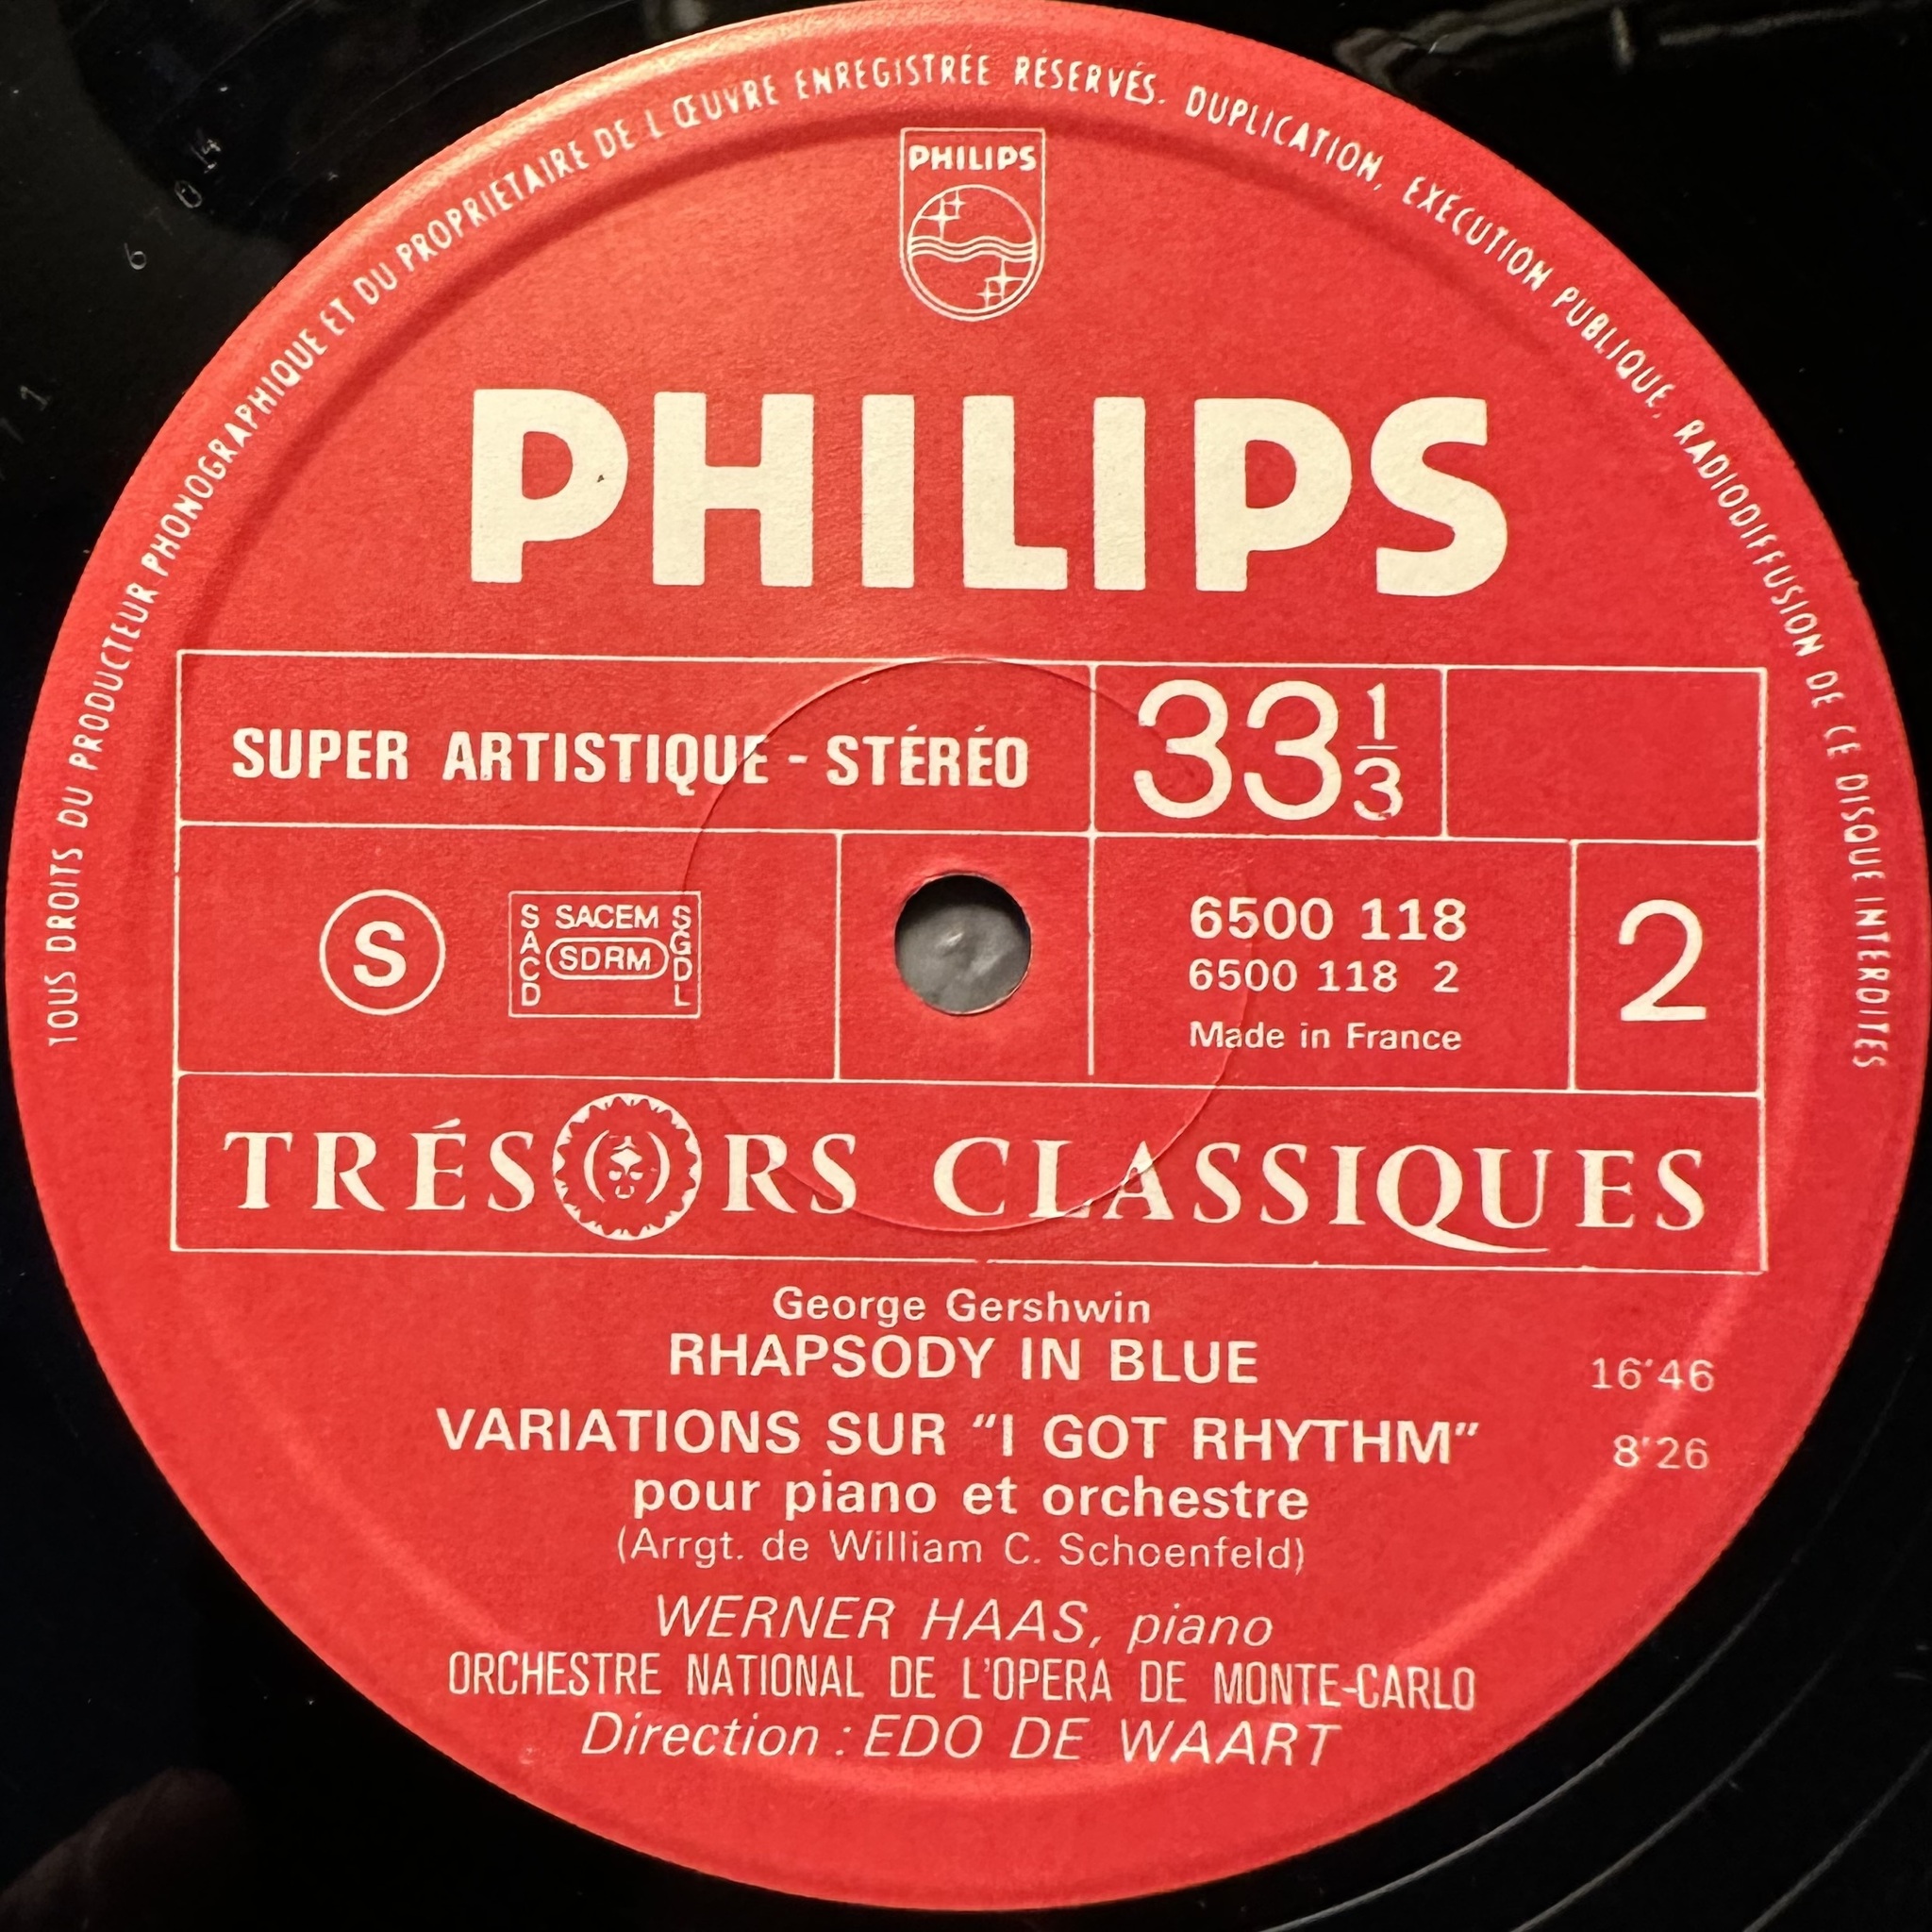 TOUS DROITS DU PRODUCTEUR PHONOGRAPHIQUE ET DU PROPRIETAIRE DE L'ŒUVRE ENREGISTRÉE RÉSERVÉS. DUPLICATION, EXÉCUTION PUBLIQUE, RADIODIFFUSION DE CE DISQUE INTERDITES
PHILIPS
PHILIPS
SUPER ARTISTIQUE - STÉRÉO
33 1/3
S
SACD SACEM SGDL
SDRM
6500 118
6500 118 2
Made in France
2
TRÉSORS CLASSIQUES
George Gershwin
RHAPSODY IN BLUE 16'46
VARIATIONS SUR "I GOT RHYTHM" 8'26
pour piano et orchestre
(Arrgt. de William C. Schoenfeld)
WERNER HAAS, piano
ORCHESTRE NATIONAL DE L'OPERA DE MONTE-CARLO
Direction : EDO DE WAART